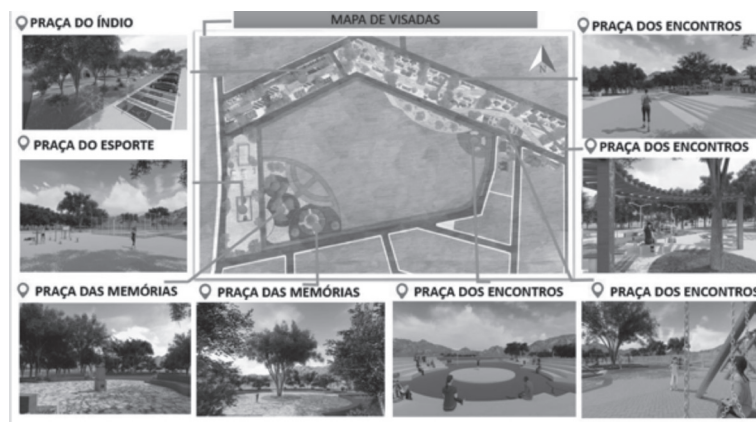 PRAÇA DO ÍNDIO
MAPA DE VISADAS
PRAÇA DOS ENCONTROS
PRAÇA DO ESPORTE
PRAÇA DOS ENCONTROS
PRAÇA DAS MEMÓRIAS
PRAÇA DAS MEMÓRIAS
PRAÇA DOS ENCONTROS
PRAÇA DOS ENCONTROS